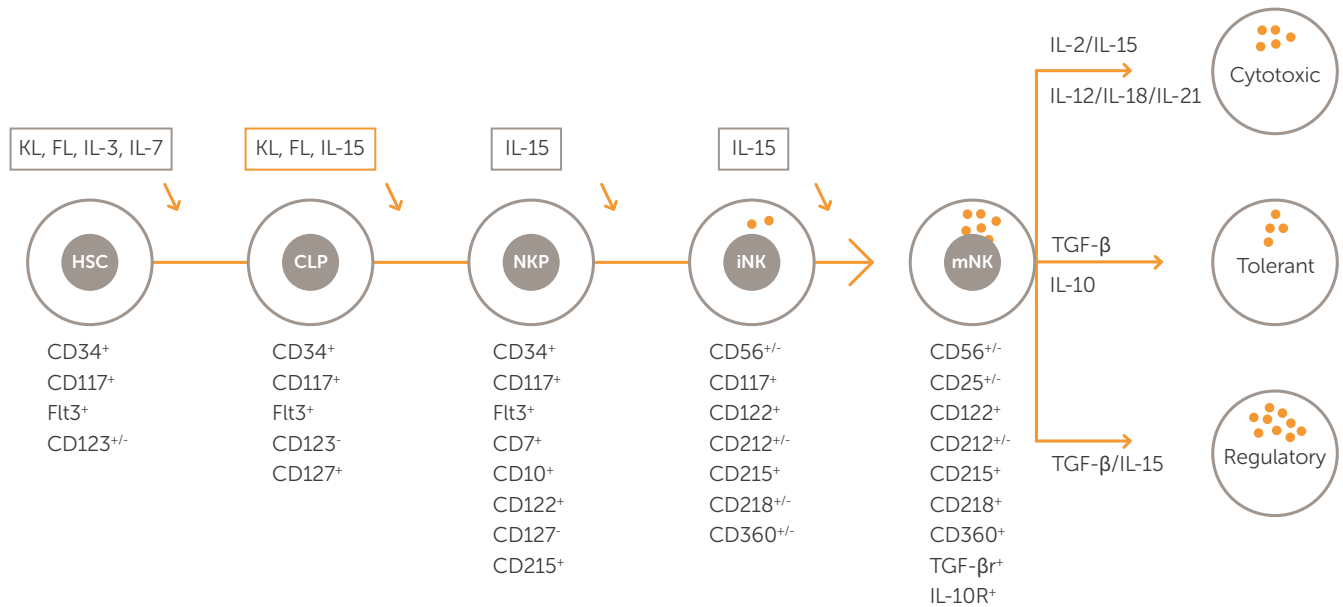 KL, FL, IL-3, IL-7
HSC
CD34⁺
CD117⁺
Flt3⁺
CD123⁺/⁻
KL, FL, IL-15
CLP
CD34⁺
CD117⁺
Flt3⁺
CD123⁻
CD127⁺
IL-15
NKP
CD34⁺
CD117⁺
Flt3⁺
CD7⁺
CD10⁺
CD122⁺
CD127⁻
CD215⁺
IL-15
iNK
CD56⁺/⁻
CD117⁺
CD122⁺
CD212⁺/⁻
CD215⁺
CD218⁺/⁻
CD360⁺/⁻
mNK
CD56⁺/⁻
CD25⁺/⁻
CD122⁺
CD212⁺/⁻
CD215⁺
CD218⁺
CD360⁺
TGF-βr⁺
IL-10R⁺
IL-2/IL-15
IL-12/IL-18/IL-21
Cytotoxic
TGF-β
IL-10
Tolerant
TGF-β/IL-15
Regulatory